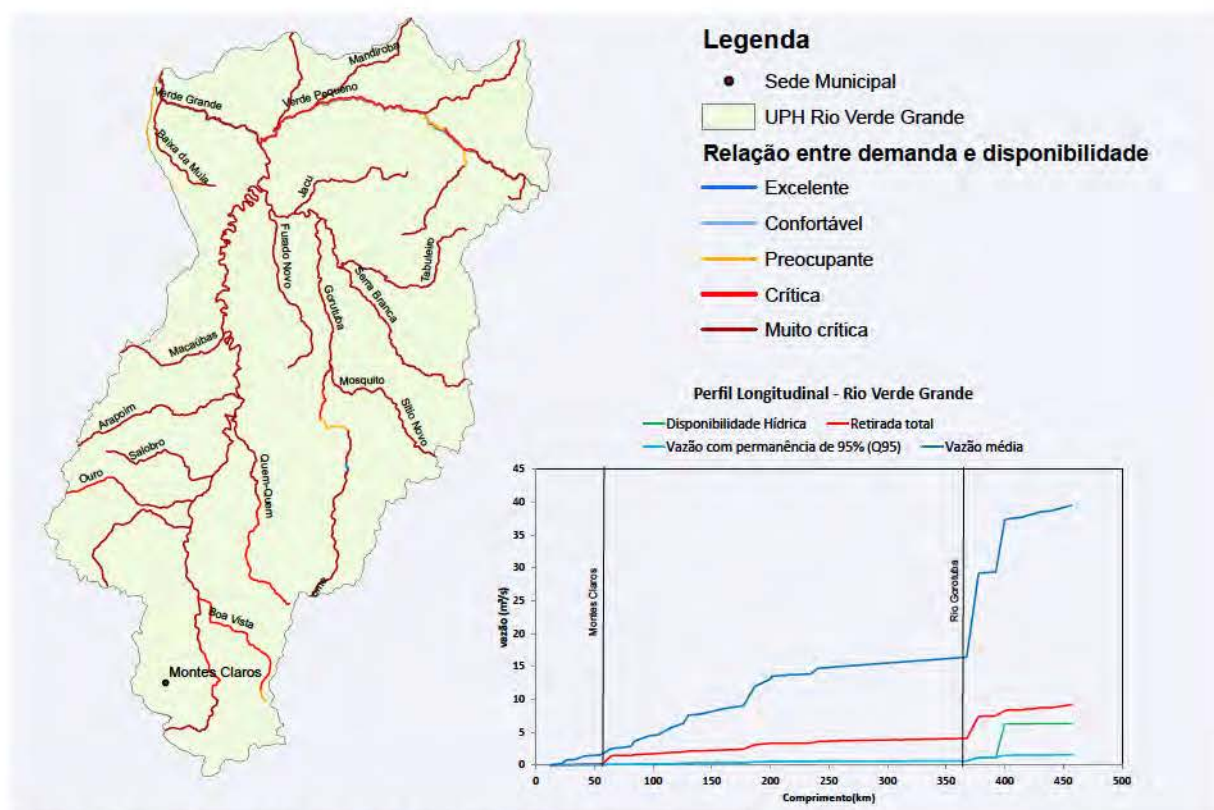 Mandiroba
Verde Grande
Verde Pequeno
Baixa da Mula
Jacu
Furado Novo
Gorutuba
Serra Branca
Tabuleiro
Macaúbas
Mosquito
Sítio Novo
Arapoim
Salobro
Ouro
Quem-Quem
Boa Vista
Montes Claros
Legenda
Sede Municipal
UPH Rio Verde Grande
Relação entre demanda e disponibilidade
Excelente
Confortável
Preocupante
Crítica
Muito crítica
Perfil Longitudinal - Rio Verde Grande
Disponibilidade Hídrica
Retirada total
Vazão com permanência de 95% (Q95)
Vazão média
vazão (m³/s)
45
40
35
30
25
20
15
10
5
0
Montes Claros
Rio Gorotuba
0 50 100 150 200 250 300 350 400 450 500
Comprimento(km)